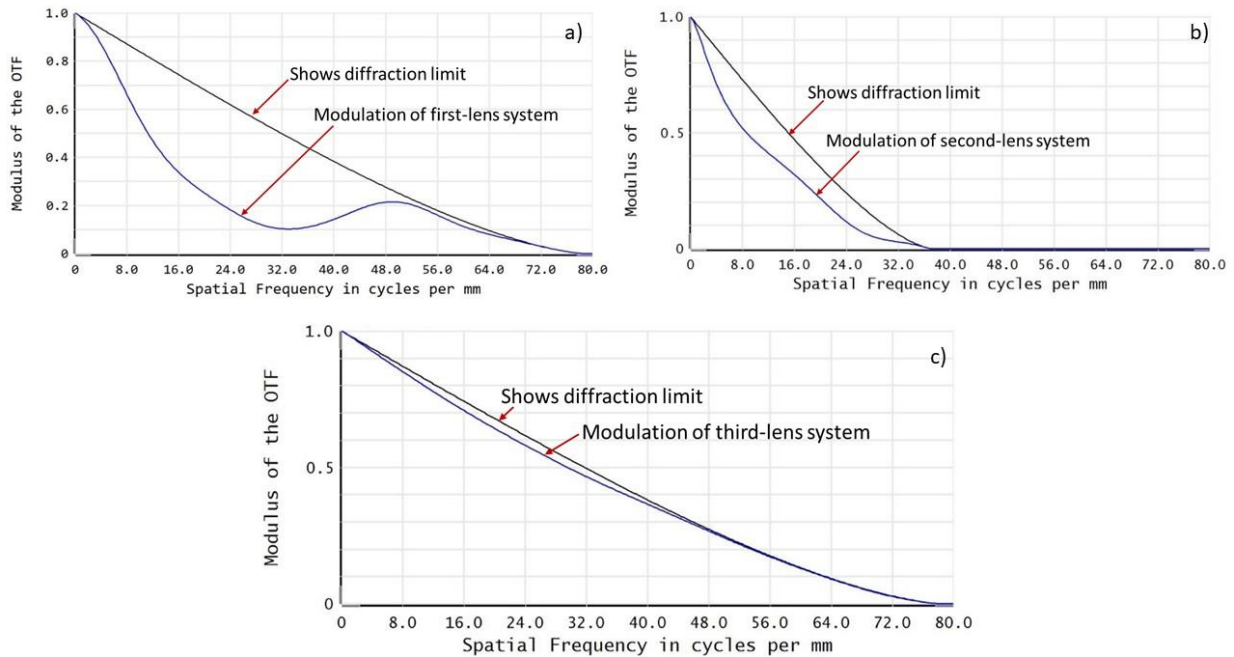 a)
Modulus of the OTF
1.0
0.8
0.6
0.4
0.2
0
Shows diffraction limit
Modulation of first-lens system
0 8.0 16.0 24.0 32.0 40.0 48.0 56.0 64.0 72.0 80.0
Spatial Frequency in cycles per mm
b)
Modulus of the OTF
1.0
0.5
0
Shows diffraction limit
Modulation of second-lens system
0 8.0 16.0 24.0 32.0 40.0 48.0 56.0 64.0 72.0 80.0
Spatial Frequency in cycles per mm
c)
Modulus of the OTF
1.0
0.5
0
Shows diffraction limit
Modulation of third-lens system
0 8.0 16.0 24.0 32.0 40.0 48.0 56.0 64.0 72.0 80.0
Spatial Frequency in cycles per mm